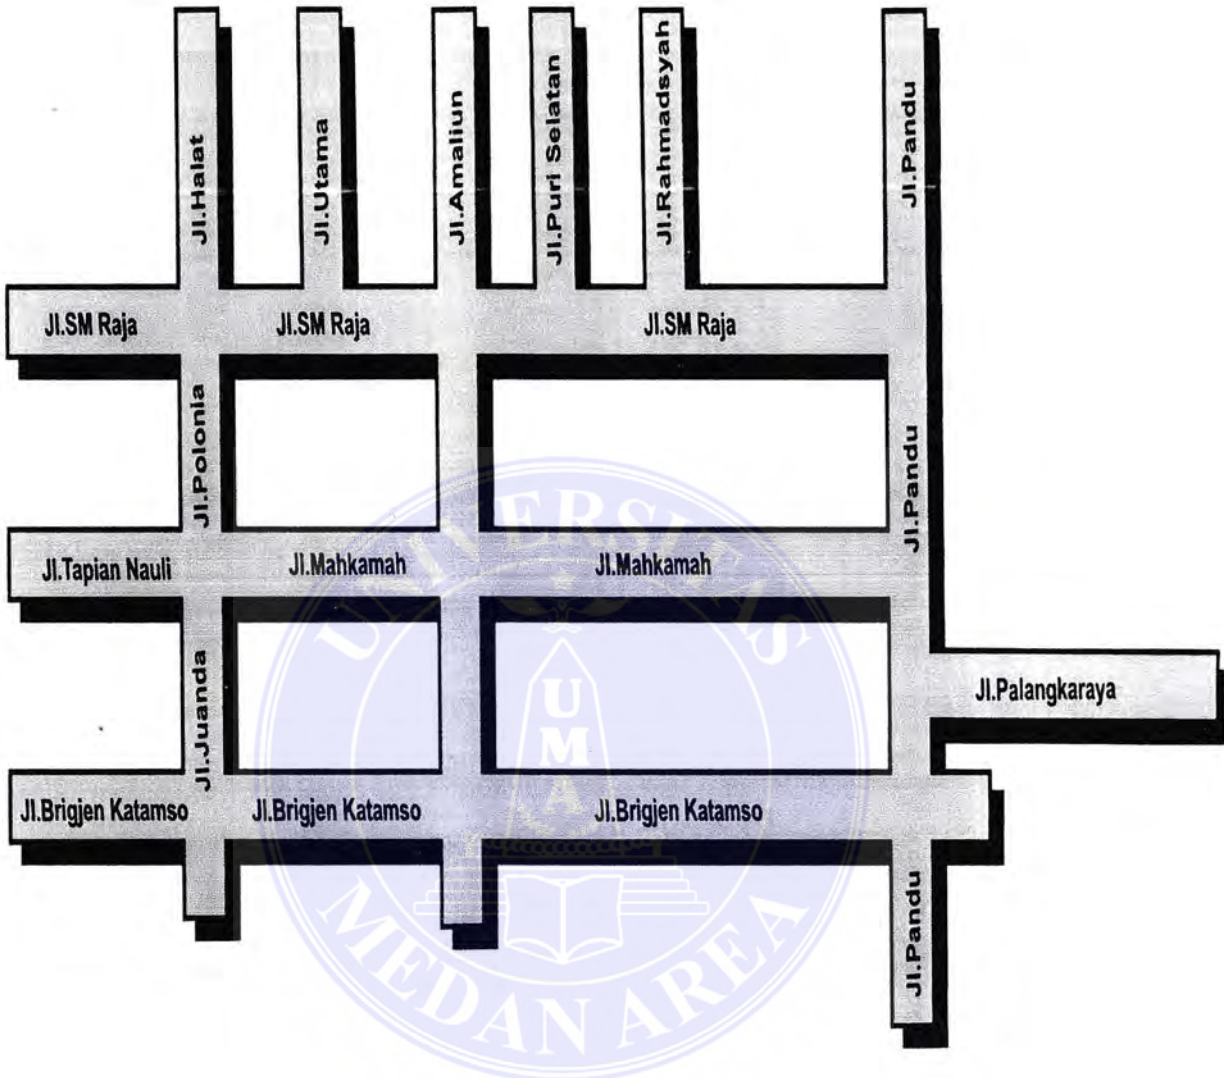 Jl.Halat
Jl.Utama
Jl.Amaliun
Jl.Puri Selatan
Jl.Rahmadsyah
Jl.Pandu
Jl.SM Raja
Jl.SM Raja
Jl.SM Raja
Jl.Polonia
Jl.Pandu
Jl.Tapian Nauli
Jl.Mahkamah
Jl.Mahkamah
Jl.Juanda
Jl.Palangkaraya
Jl.Brigjen Katamso
Jl.Brigjen Katamso
Jl.Brigjen Katamso
Jl.Pandu
UNIVERSITAS
UMA
MEDAN AREA